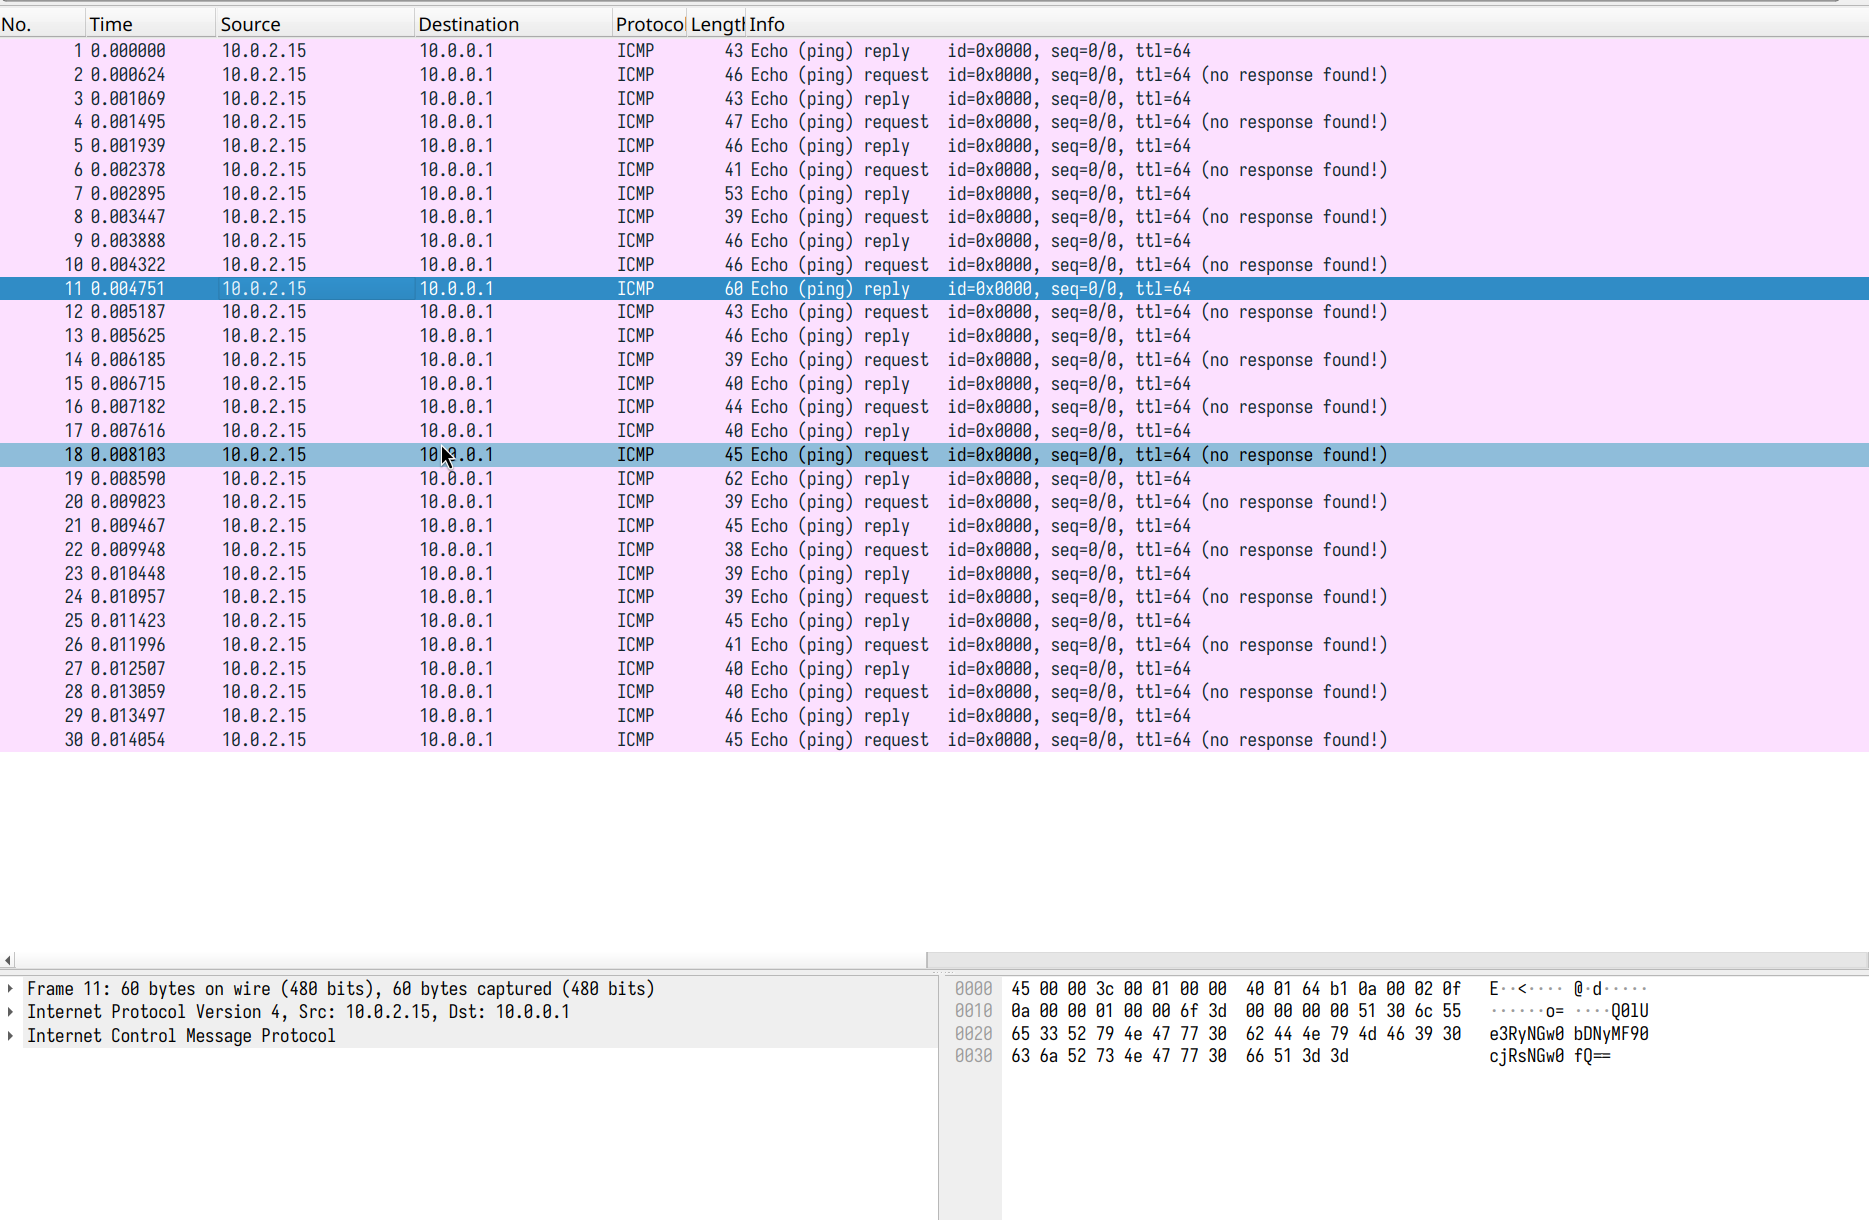 No. Time Source Destination Protoco Length Info
1 0.000000 10.0.2.15 10.0.0.1 ICMP 43 Echo (ping) reply id=0x0000, seq=0/0, ttl=64
2 0.000624 10.0.2.15 10.0.0.1 ICMP 46 Echo (ping) request id=0x0000, seq=0/0, ttl=64 (no response found!)
3 0.001069 10.0.2.15 10.0.0.1 ICMP 43 Echo (ping) reply id=0x0000, seq=0/0, ttl=64
4 0.001495 10.0.2.15 10.0.0.1 ICMP 47 Echo (ping) request id=0x0000, seq=0/0, ttl=64 (no response found!)
5 0.001939 10.0.2.15 10.0.0.1 ICMP 46 Echo (ping) reply id=0x0000, seq=0/0, ttl=64
6 0.002378 10.0.2.15 10.0.0.1 ICMP 41 Echo (ping) request id=0x0000, seq=0/0, ttl=64 (no response found!)
7 0.002895 10.0.2.15 10.0.0.1 ICMP 53 Echo (ping) reply id=0x0000, seq=0/0, ttl=64
8 0.003447 10.0.2.15 10.0.0.1 ICMP 39 Echo (ping) request id=0x0000, seq=0/0, ttl=64 (no response found!)
9 0.003888 10.0.2.15 10.0.0.1 ICMP 46 Echo (ping) reply id=0x0000, seq=0/0, ttl=64
10 0.004322 10.0.2.15 10.0.0.1 ICMP 46 Echo (ping) request id=0x0000, seq=0/0, ttl=64 (no response found!)
11 0.004751 10.0.2.15 10.0.0.1 ICMP 60 Echo (ping) reply id=0x0000, seq=0/0, ttl=64
12 0.005187 10.0.2.15 10.0.0.1 ICMP 43 Echo (ping) request id=0x0000, seq=0/0, ttl=64 (no response found!)
13 0.005625 10.0.2.15 10.0.0.1 ICMP 46 Echo (ping) reply id=0x0000, seq=0/0, ttl=64
14 0.006185 10.0.2.15 10.0.0.1 ICMP 39 Echo (ping) request id=0x0000, seq=0/0, ttl=64 (no response found!)
15 0.006715 10.0.2.15 10.0.0.1 ICMP 40 Echo (ping) reply id=0x0000, seq=0/0, ttl=64
16 0.007182 10.0.2.15 10.0.0.1 ICMP 44 Echo (ping) request id=0x0000, seq=0/0, ttl=64 (no response found!)
17 0.007616 10.0.2.15 10.0.0.1 ICMP 40 Echo (ping) reply id=0x0000, seq=0/0, ttl=64
18 0.008103 10.0.2.15 10.0.0.1 ICMP 45 Echo (ping) request id=0x0000, seq=0/0, ttl=64 (no response found!)
19 0.008590 10.0.2.15 10.0.0.1 ICMP 62 Echo (ping) reply id=0x0000, seq=0/0, ttl=64
20 0.009023 10.0.2.15 10.0.0.1 ICMP 39 Echo (ping) request id=0x0000, seq=0/0, ttl=64 (no response found!)
21 0.009467 10.0.2.15 10.0.0.1 ICMP 45 Echo (ping) reply id=0x0000, seq=0/0, ttl=64
22 0.009948 10.0.2.15 10.0.0.1 ICMP 38 Echo (ping) request id=0x0000, seq=0/0, ttl=64 (no response found!)
23 0.010448 10.0.2.15 10.0.0.1 ICMP 39 Echo (ping) reply id=0x0000, seq=0/0, ttl=64
24 0.010957 10.0.2.15 10.0.0.1 ICMP 39 Echo (ping) request id=0x0000, seq=0/0, ttl=64 (no response found!)
25 0.011423 10.0.2.15 10.0.0.1 ICMP 45 Echo (ping) reply id=0x0000, seq=0/0, ttl=64
26 0.011996 10.0.2.15 10.0.0.1 ICMP 41 Echo (ping) request id=0x0000, seq=0/0, ttl=64 (no response found!)
27 0.012507 10.0.2.15 10.0.0.1 ICMP 40 Echo (ping) reply id=0x0000, seq=0/0, ttl=64
28 0.013059 10.0.2.15 10.0.0.1 ICMP 40 Echo (ping) request id=0x0000, seq=0/0, ttl=64 (no response found!)
29 0.013497 10.0.2.15 10.0.0.1 ICMP 46 Echo (ping) reply id=0x0000, seq=0/0, ttl=64
30 0.014054 10.0.2.15 10.0.0.1 ICMP 45 Echo (ping) request id=0x0000, seq=0/0, ttl=64 (no response found!)
Frame 11: 60 bytes on wire (480 bits), 60 bytes captured (480 bits)
Internet Protocol Version 4, Src: 10.0.2.15, Dst: 10.0.0.1
Internet Control Message Protocol
0000 45 00 00 3c 00 01 00 00 40 01 64 b1 0a 00 02 0f E··<···· @·d·····
0010 0a 00 00 01 00 00 6f 3d 00 00 00 00 51 30 6c 55 ······o= ····Q0lU
0020 65 33 52 79 4e 47 77 30 62 44 4e 79 4d 46 39 30 e3RyNGw0 bDNyMF90
0030 63 6a 52 73 4e 47 77 30 66 51 3d 3d cjRsNGw0 fQ==